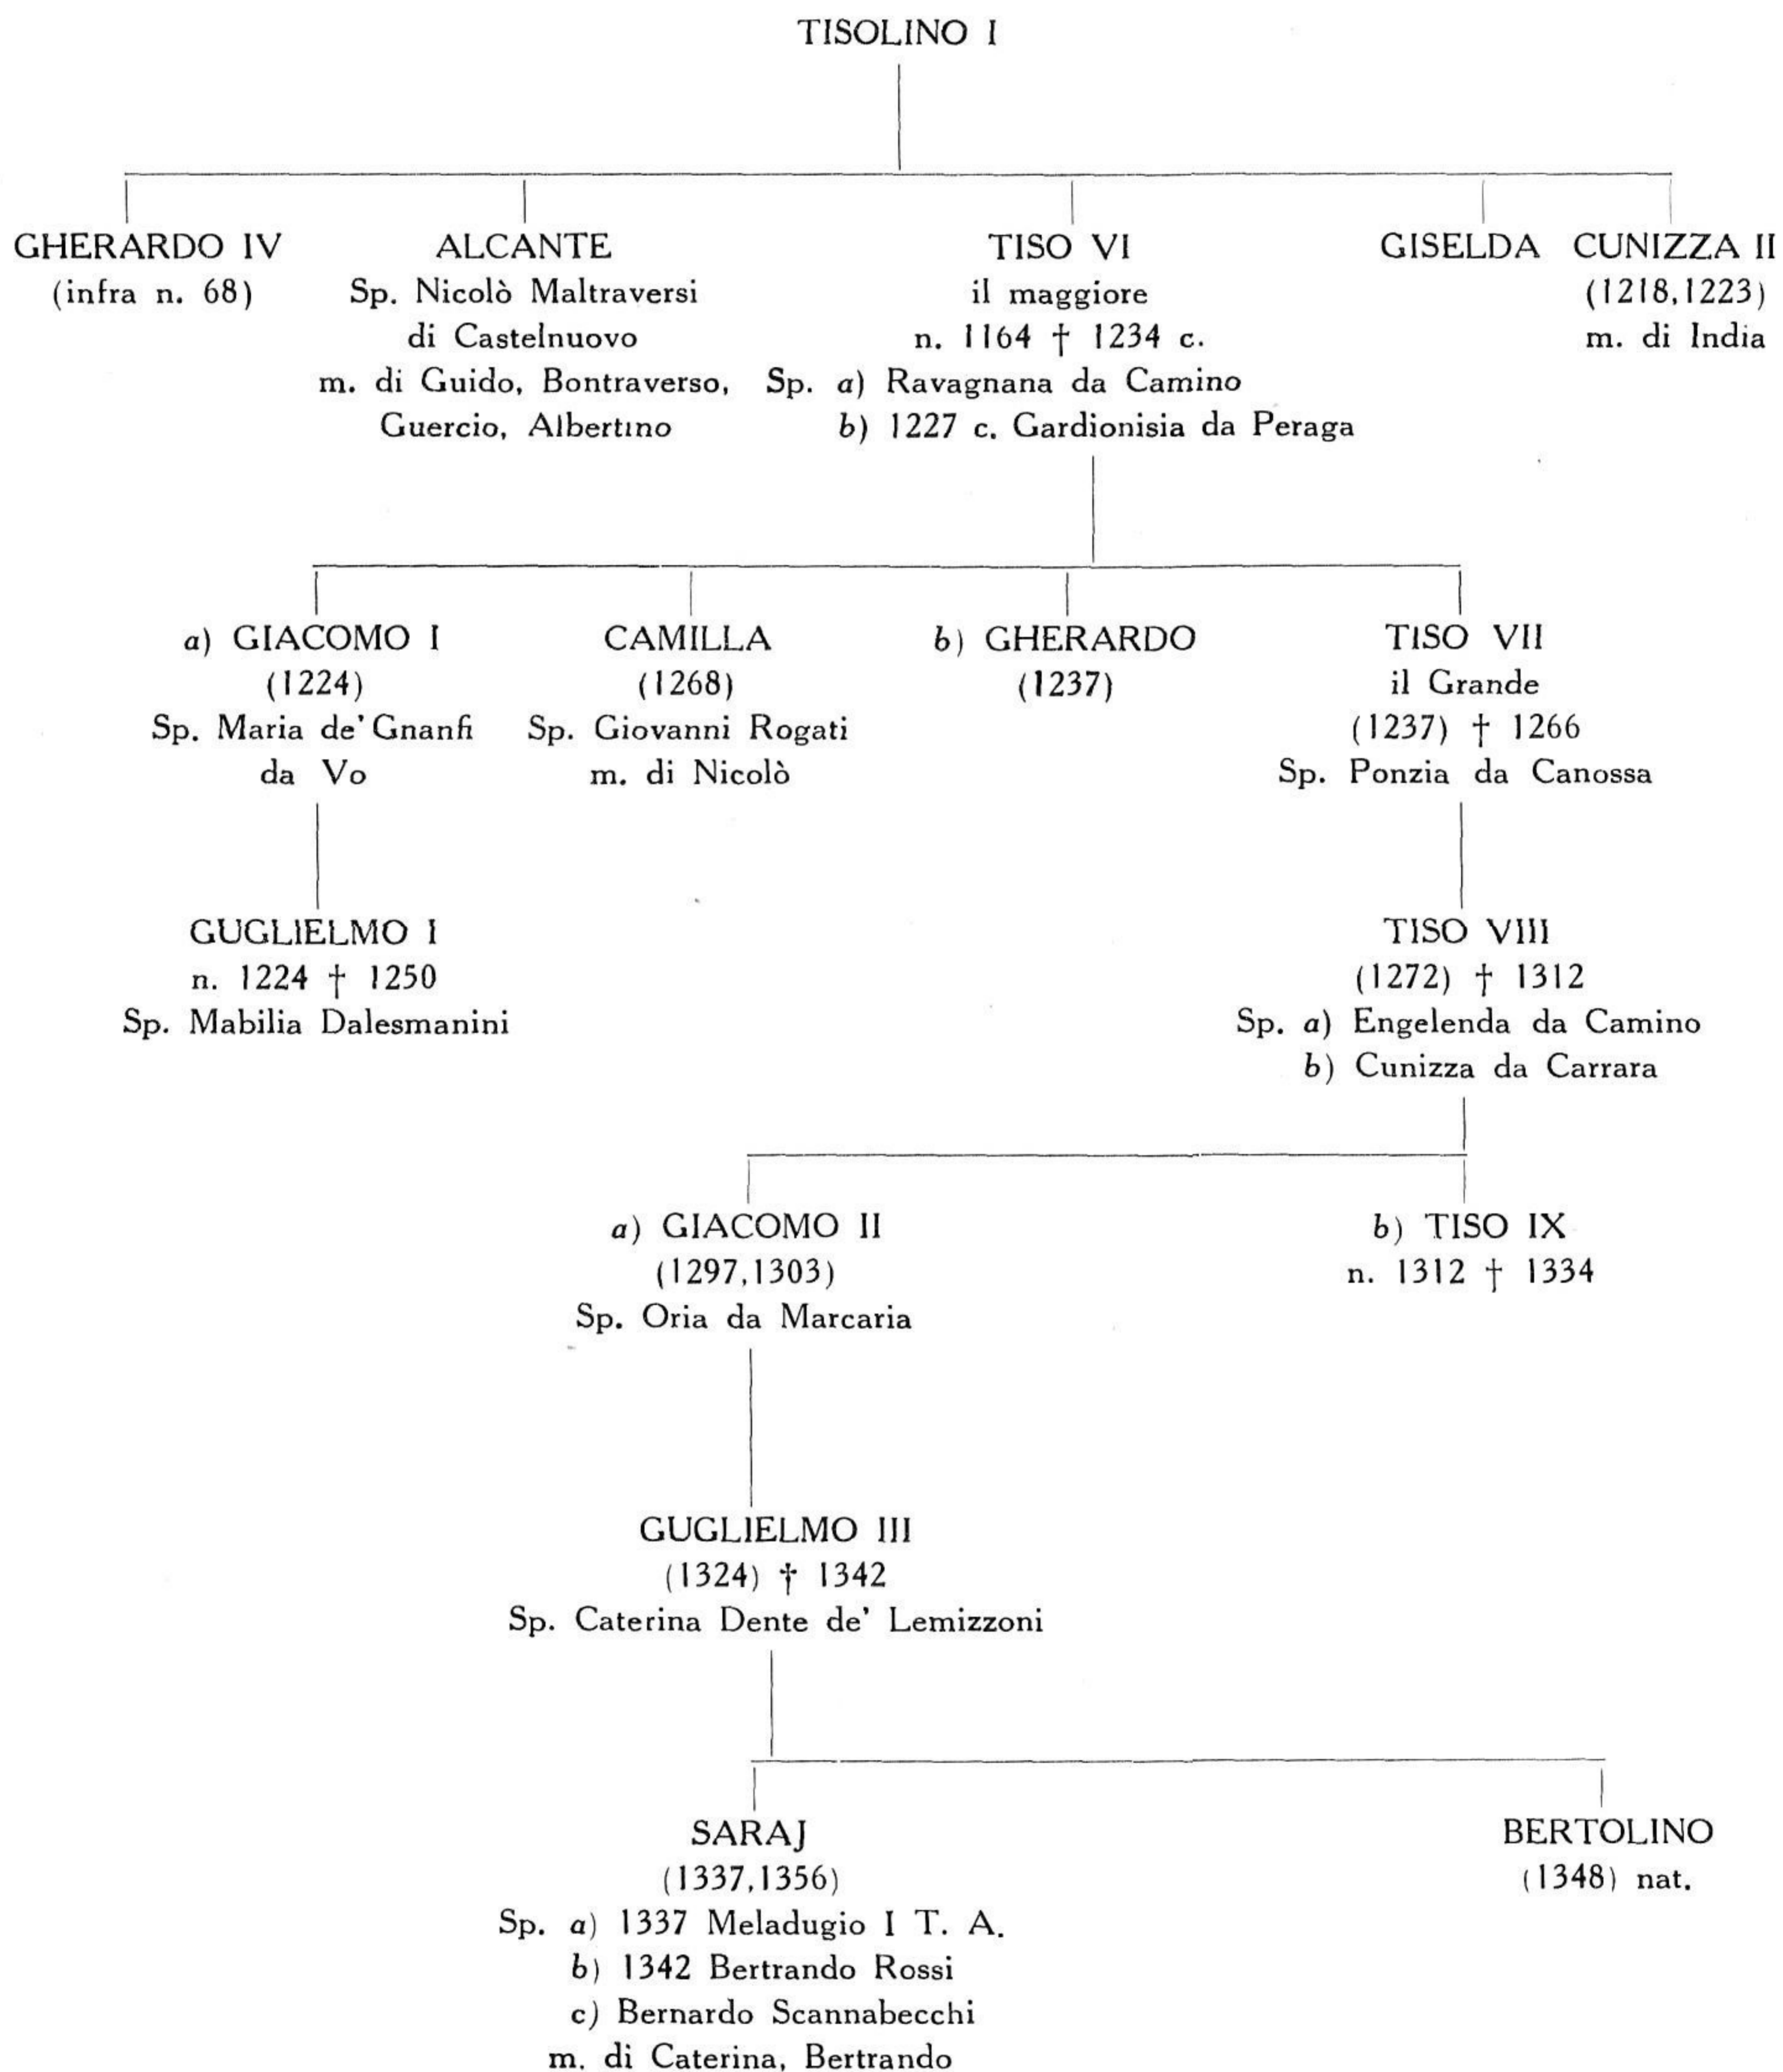 TISOLINO I
GHERARDO IV
(infra n. 68)
ALCANTE
Sp. Nicolò Maltraversi
di Castelnuovo
m. di Guido, Bontraverso,
Guercio, Albertino
TISO VI
il maggiore
n. 1164 † 1234 c.
Sp. a) Ravagnana da Camino
b) 1227 c. Gardionisia da Peraga
GISELDA
CUNIZZA II
(1218,1223)
m. di India
a) GIACOMO I
(1224)
Sp. Maria de' Gnanfi
da Vo
CAMILLA
(1268)
Sp. Giovanni Rogati
m. di Nicolò
b) GHERARDO
(1237)
TISO VII
il Grande
(1237) † 1266
Sp. Ponzia da Canossa
GUGLIELMO I
n. 1224 † 1250
Sp. Mabilia Dalesmanini
TISO VIII
(1272) † 1312
Sp. a) Engelenda da Camino
b) Cunizza da Carrara
a) GIACOMO II
(1297,1303)
Sp. Oria da Marcaria
b) TISO IX
n. 1312 † 1334
GUGLIELMO III
(1324) † 1342
Sp. Caterina Dente de' Lemizzoni
SARAJ
(1337,1356)
Sp. a) 1337 Meladugio I T. A.
b) 1342 Bertrando Rossi
c) Bernardo Scannabecchi
m. di Caterina, Bertrando
BERTOLINO
(1348) nat.